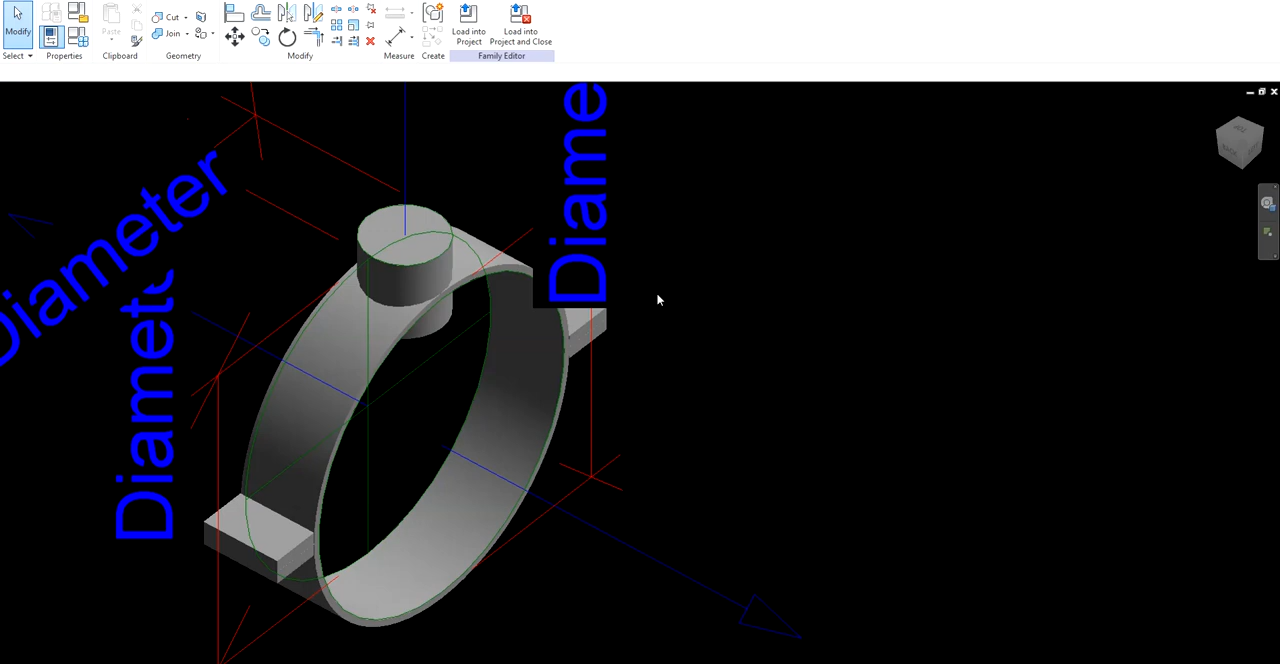 Cut
Join
Modify
Paste
Load into
Project
Load into
Project and Close
Select
Properties
Clipboard
Geometry
Modify
Measure
Create
Family Editor
Diame
Diameter
Diamete